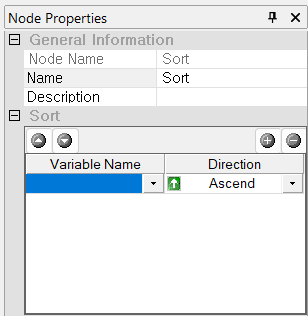 Node Properties
General Information
Node Name Sort
Name Sort
Description
Sort
Variable Name Direction
Ascend